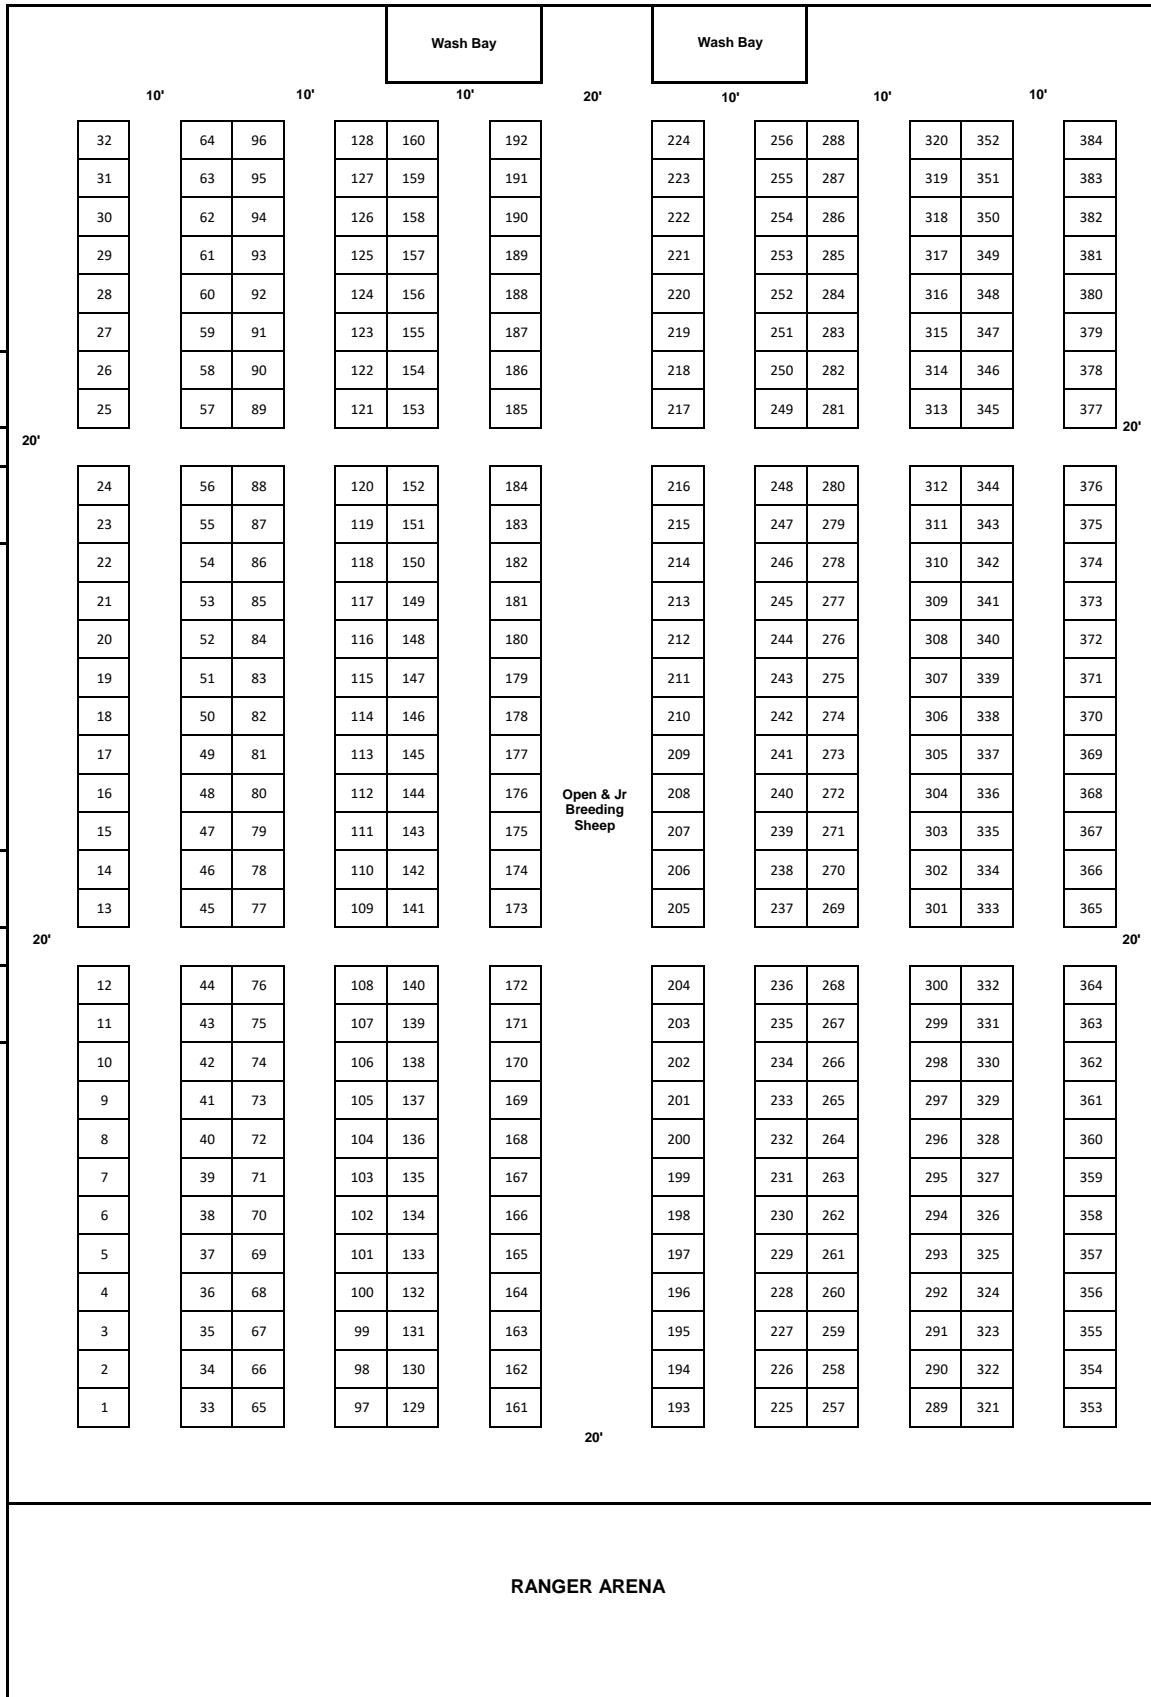 Wash Bay Wash Bay
10' 10' 10' 20' 10' 10' 10'
32 64 96 128 160 192 224 256 288 320 352 384
31 63 95 127 159 191 223 255 287 319 351 383
30 62 94 126 158 190 222 254 286 318 350 382
29 61 93 125 157 189 221 253 285 317 349 381
28 60 92 124 156 188 220 252 284 316 348 380
27 59 91 123 155 187 219 251 283 315 347 379
26 58 90 122 154 186 218 250 282 314 346 378
25 57 89 121 153 185 217 249 281 313 345 377
20' 20'
24 56 88 120 152 184 216 248 280 312 344 376
23 55 87 119 151 183 215 247 279 311 343 375
22 54 86 118 150 182 214 246 278 310 342 374
21 53 85 117 149 181 213 245 277 309 341 373
20 52 84 116 148 180 212 244 276 308 340 372
19 51 83 115 147 179 211 243 275 307 339 371
18 50 82 114 146 178 210 242 274 306 338 370
17 49 81 113 145 177 209 241 273 305 337 369
16 48 80 112 144 176 208 240 272 304 336 368
Open & Jr
Breeding
Sheep
15 47 79 111 143 175 207 239 271 303 335 367
14 46 78 110 142 174 206 238 270 302 334 366
13 45 77 109 141 173 205 237 269 301 333 365
20' 20'
12 44 76 108 140 172 204 236 268 300 332 364
11 43 75 107 139 171 203 235 267 299 331 363
10 42 74 106 138 170 202 234 266 298 330 362
9 41 73 105 137 169 201 233 265 297 329 361
8 40 72 104 136 168 200 232 264 296 328 360
7 39 71 103 135 167 199 231 263 295 327 359
6 38 70 102 134 166 198 230 262 294 326 358
5 37 69 101 133 165 197 229 261 293 325 357
4 36 68 100 132 164 196 228 260 292 324 356
3 35 67 99 131 163 195 227 259 291 323 355
2 34 66 98 130 162 194 226 258 290 322 354
1 33 65 97 129 161 193 225 257 289 321 353
20'
RANGER ARENA